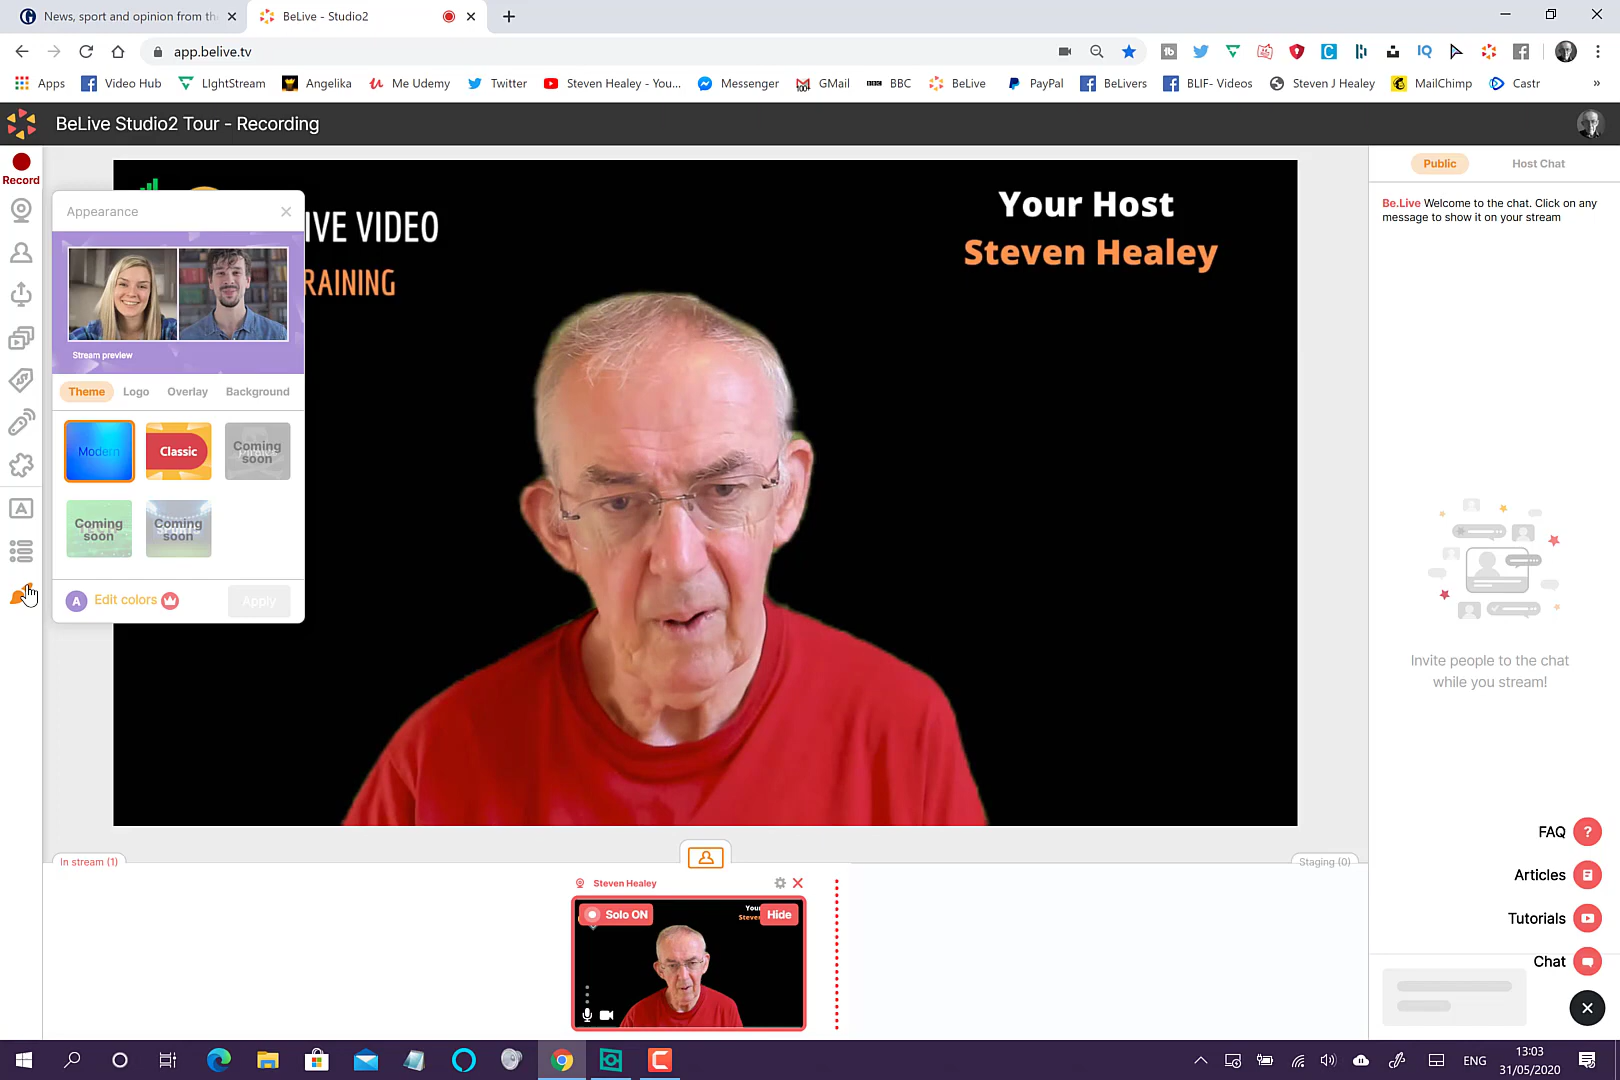 News, sport and opinion from th
BeLive - Studio2
app.belive.tv
Apps
Video Hub
LIghtStream
Angelika
Me Udemy
Twitter
Steven Healey - You...
Messenger
GMail
BBC
BeLive
PayPal
BeLivers
BLIF- Videos
Steven J Healey
MailChimp
Castr
»
BeLive Studio2 Tour - Recording
Record
Appearance
Stream preview
Theme
Logo
Overlay
Background
Modern
Classic
Coming soon
Coming soon
Coming soon
A
Edit colors
Apply
IVE VIDEO
RAINING
Your Host
Steven Healey
Public
Host Chat
Be.Live Welcome to the chat. Click on any
message to show it on your stream
Invite people to the chat
while you stream!
FAQ
Articles
Tutorials
Chat
In stream (1)
Staging (0)
Steven Healey
Solo ON
Hide
ENG
13:03
31/05/2020